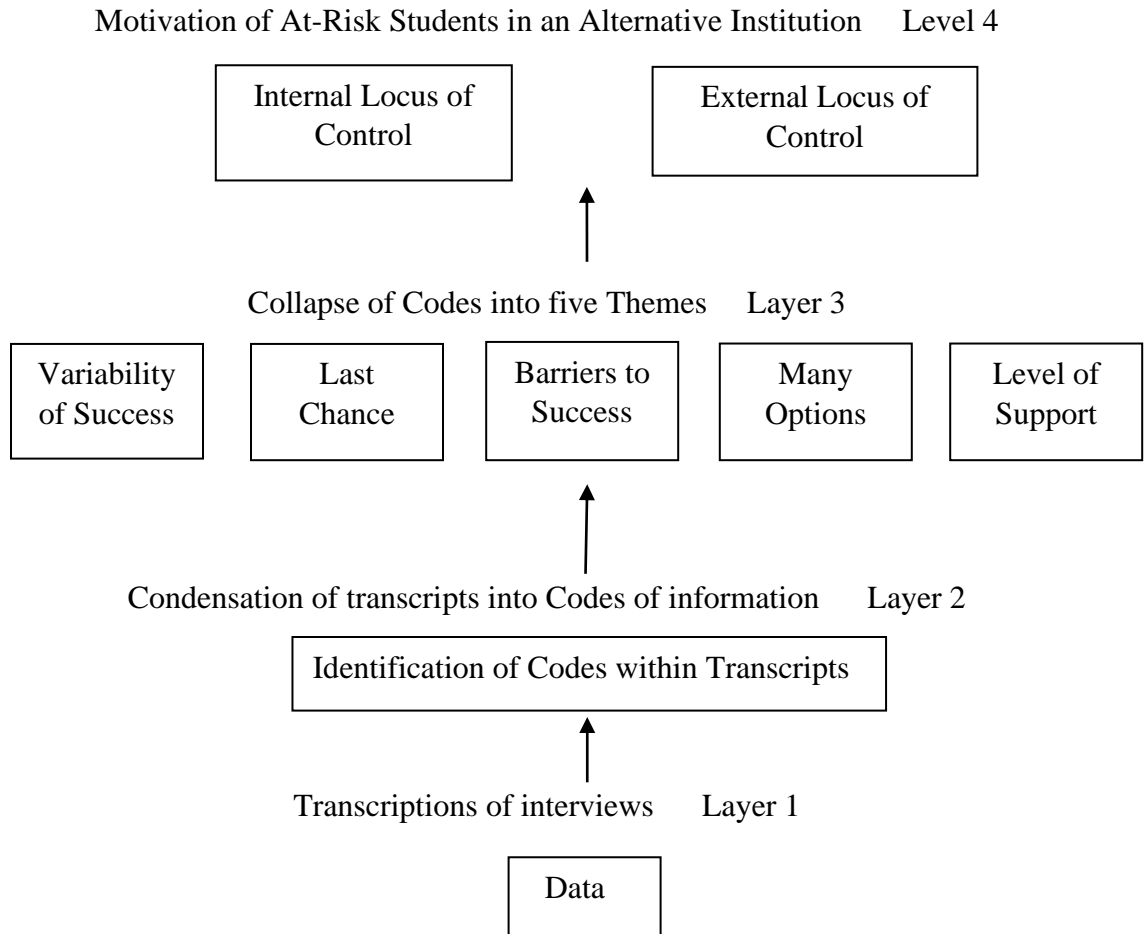 Motivation of At-Risk Students in an Alternative Institution Level 4
Internal Locus of
Control
External Locus of
Control
Collapse of Codes into five Themes Layer 3
Variability
of Success
Last
Chance
Barriers to
Success
Many
Options
Level of
Support
Condensation of transcripts into Codes of information Layer 2
Identification of Codes within Transcripts
Transcriptions of interviews Layer 1
Data